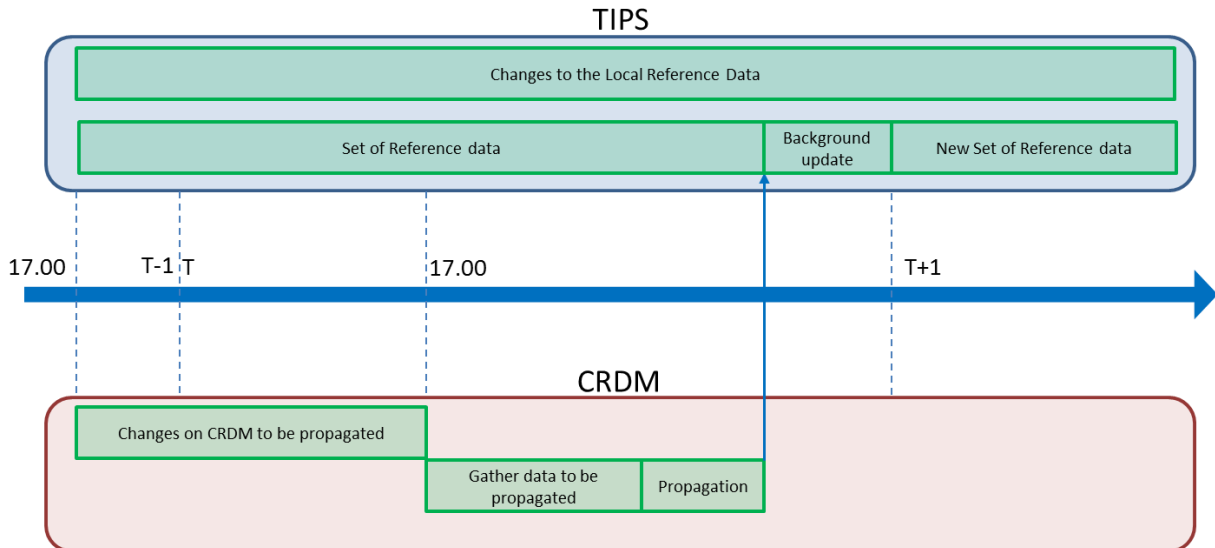 TIPS
Changes to the Local Reference Data
Set of Reference data
Background
update
New Set of Reference data
17.00
T-1
T
17.00
T+1
CRDM
Changes on CRDM to be propagated
Gather data to be
propagated
Propagation